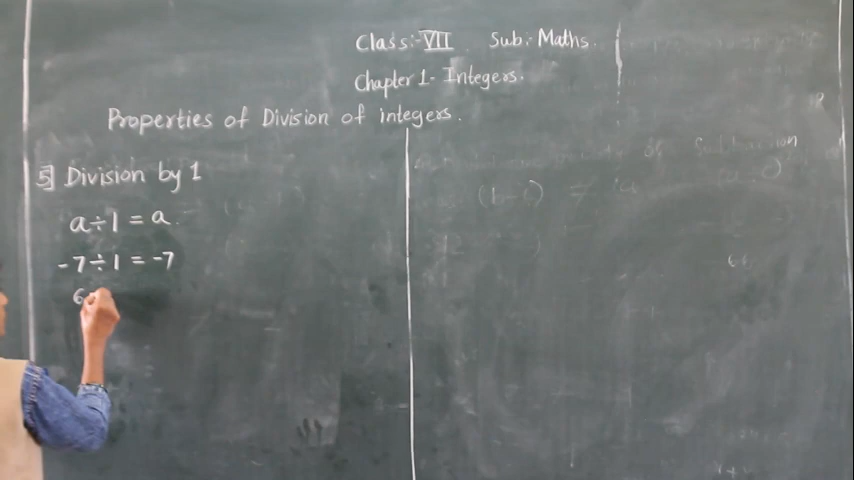 Class:- VII Sub:- Maths.
Chapter 1- Integers.
Properties of Division of integers.
5] Division by 1
a÷1 = a.
-7÷1 = -7
6